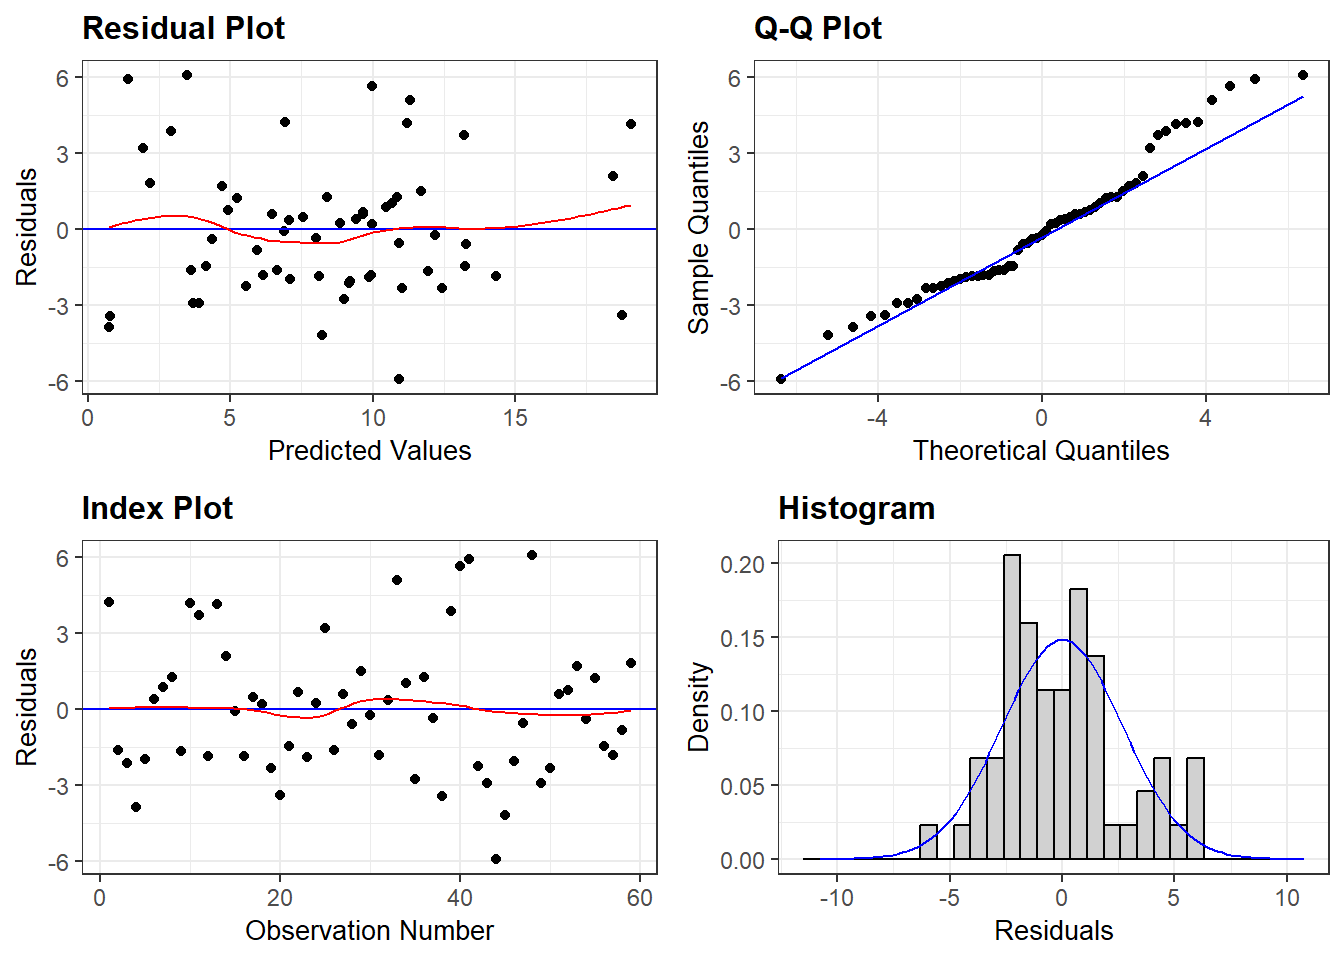 Residual Plot
6
3
0
-3
-6
Residuals
0 5 10 15
Predicted Values
Q-Q Plot
6
3
0
-3
-6
Sample Quantiles
-4 0 4
Theoretical Quantiles
Index Plot
6
3
0
-3
-6
Residuals
0 20 40 60
Observation Number
Histogram
0.20
0.15
0.10
0.05
0.00
Density
-10 -5 0 5 10
Residuals